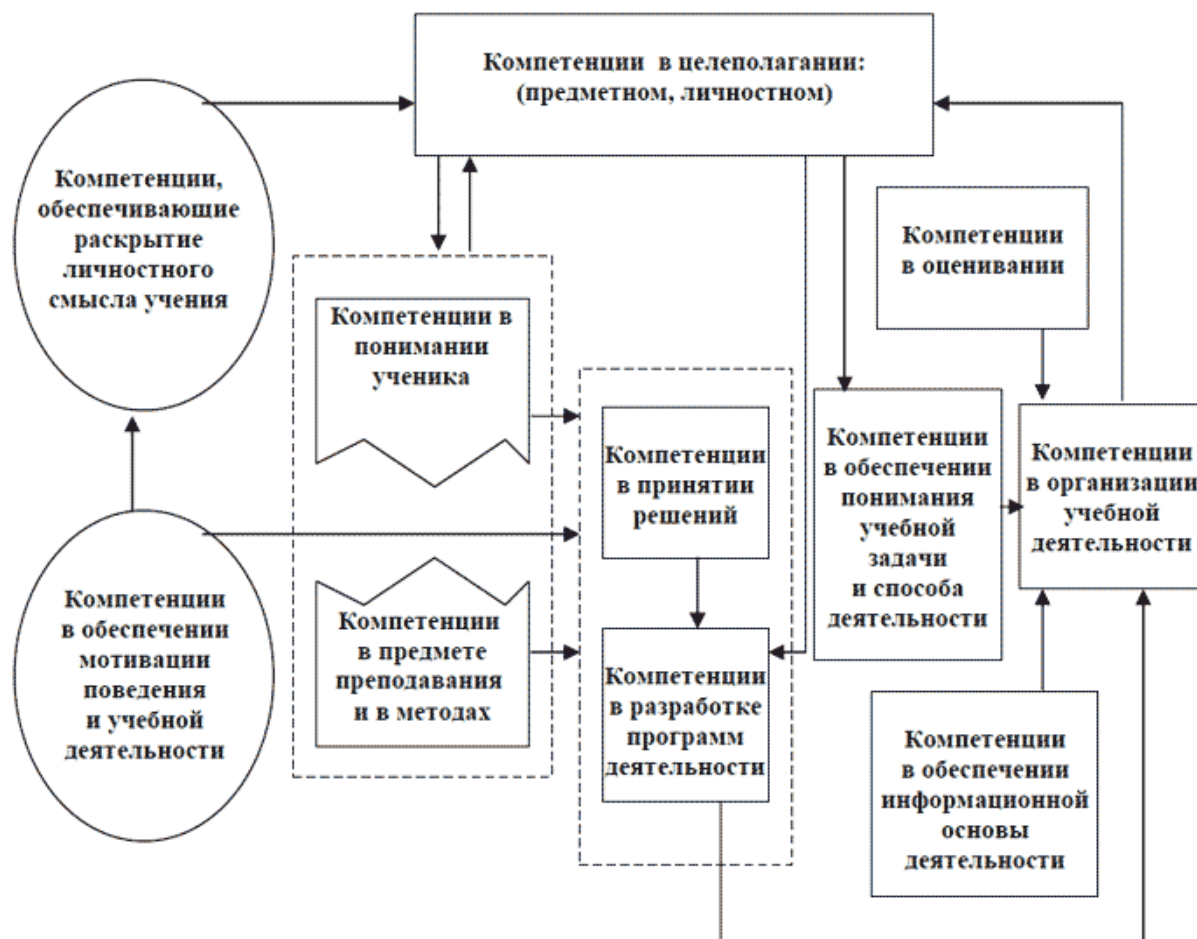 Компетенции в целеполагании:
(предметном, личностном)
Компетенции,
обеспечивающие
раскрытие
личностного
смысла учения
Компетенции
в оценивании
Компетенции в
понимании
ученика
Компетенции
в принятии
решений
Компетенции
в обеспечении
понимания
учебной
задачи
и способа
деятельности
Компетенции
в организации
учебной
деятельности
Компетенции
в обеспечении
мотивации
поведения
и учебной
деятельности
Компетенции
в предмете
преподавания
и в методах
Компетенции
в разработке
программ
деятельности
Компетенции
в обеспечении
информационной
основы
деятельности